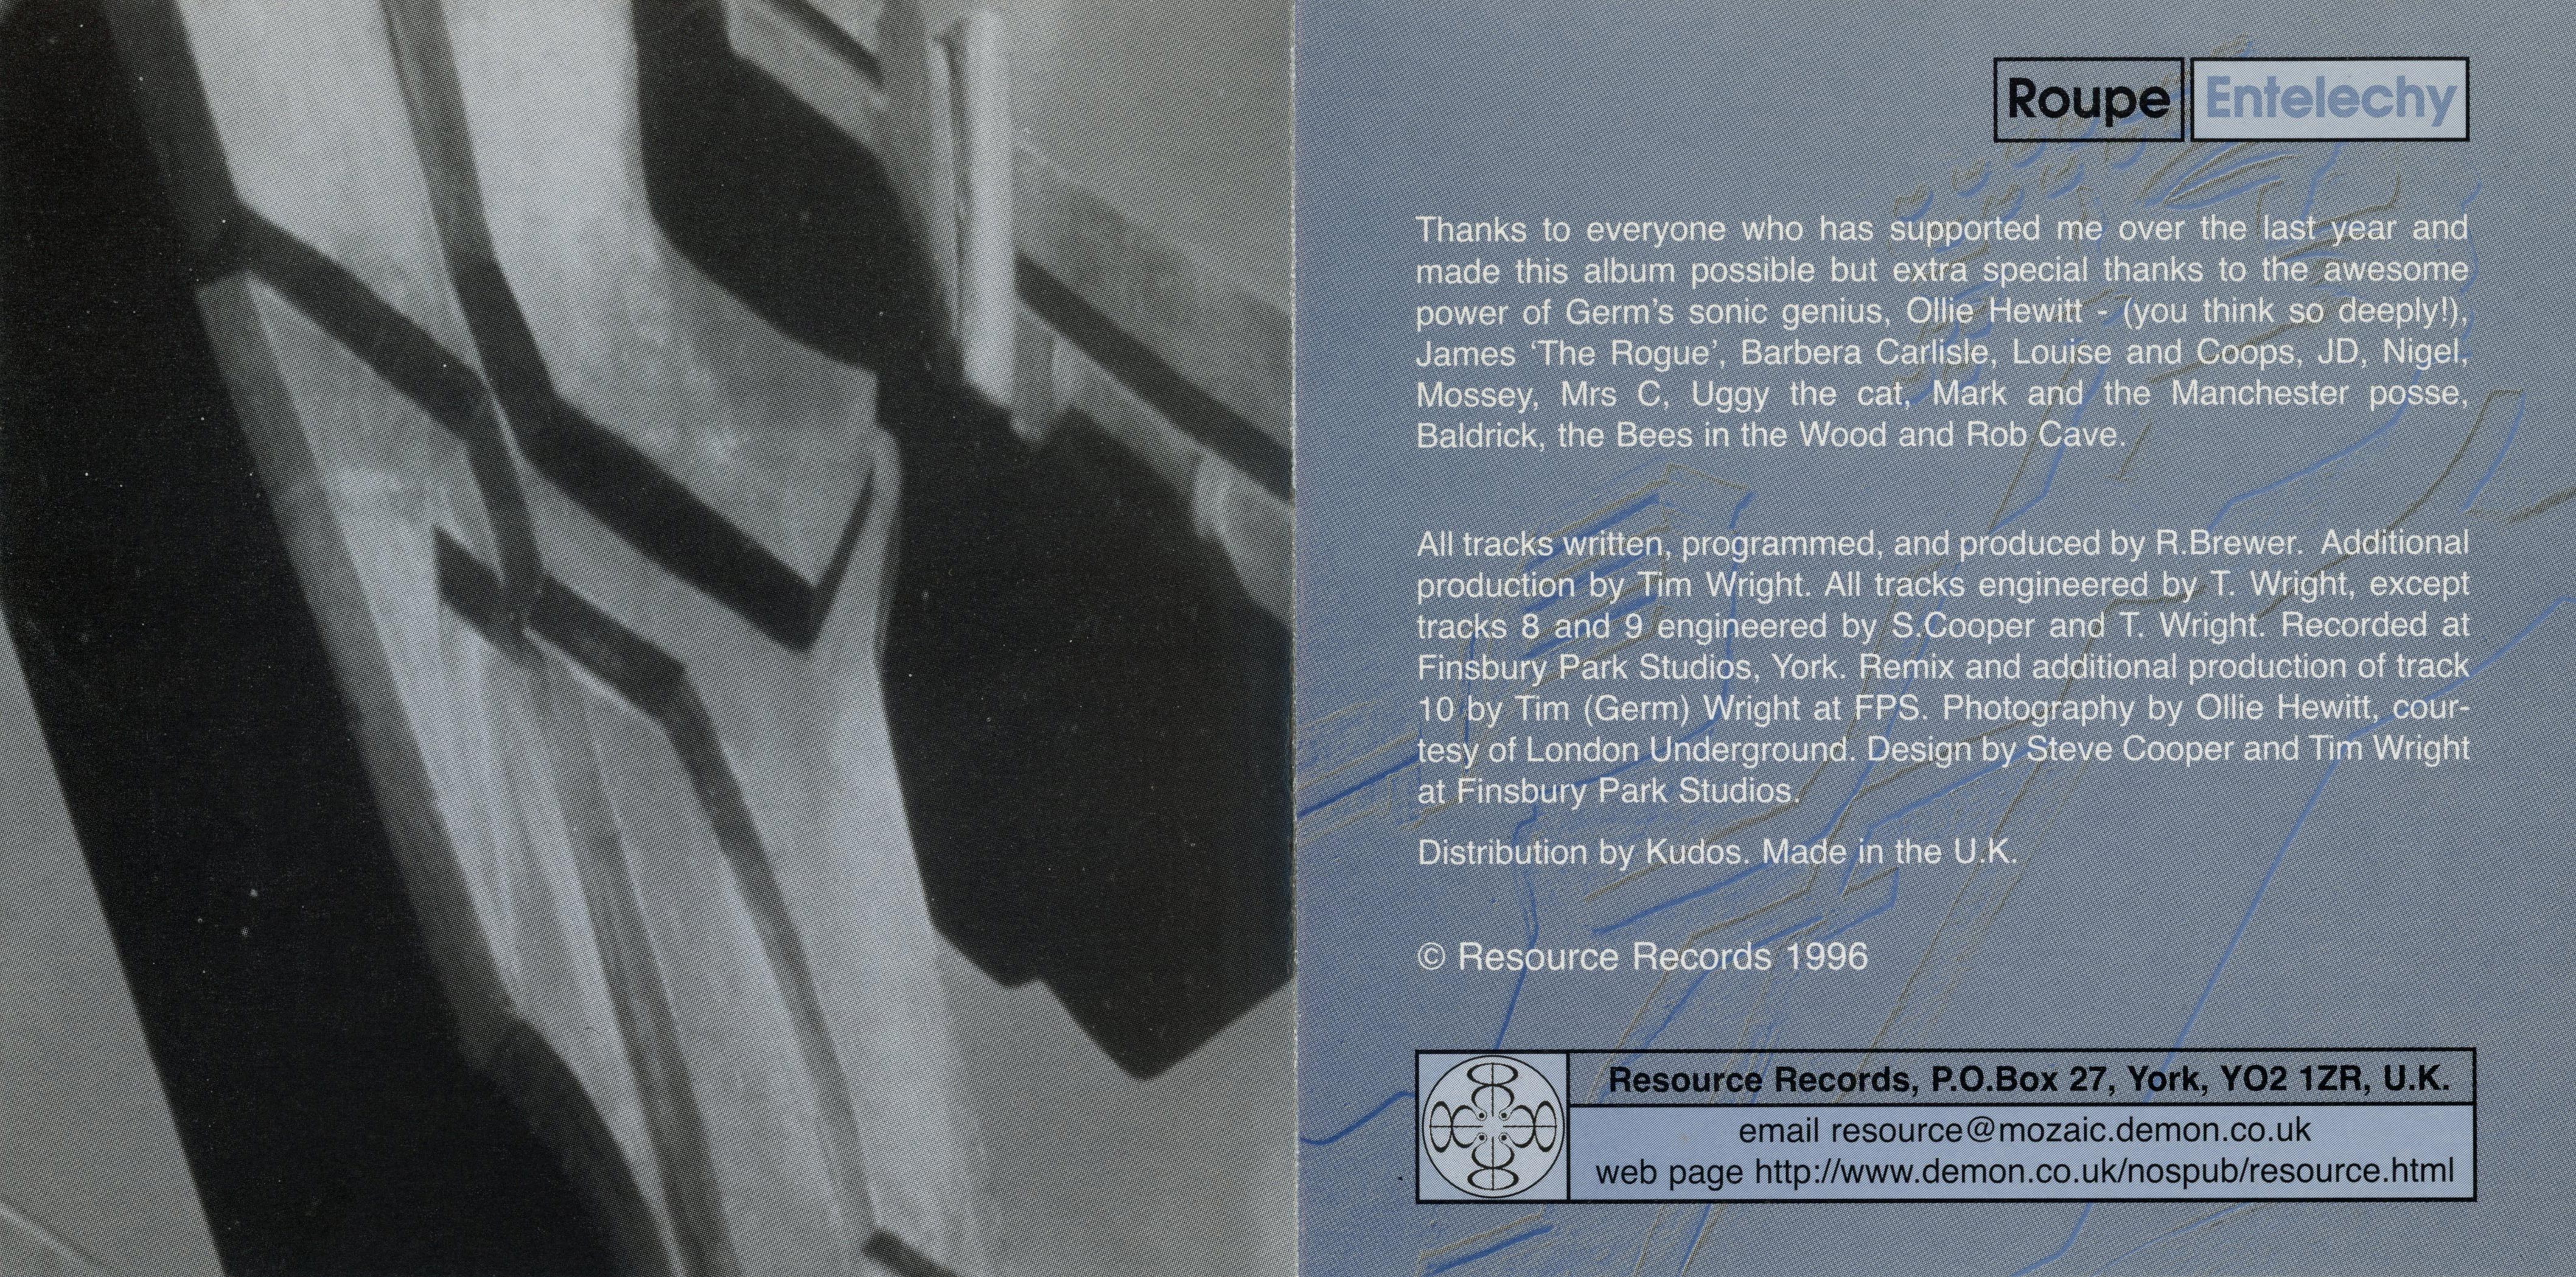 Roupe Entelechy
Thanks to everyone who has supported me over the last year and
made this album possible but extra special thanks to the awesome
power of Germ's sonic genius, Ollie Hewitt - (you think so deeply!),
James 'The Rogue', Barbera Carlisle, Louise and Coops, JD, Nigel,
Mossey, Mrs C, Uggy the cat, Mark and the Manchester posse,
Baldrick, the Bees in the Wood and Rob Cave.
All tracks written, programmed, and produced by R.Brewer. Additional
production by Tim Wright. All tracks engineered by T. Wright, except
tracks 8 and 9 engineered by S.Cooper and T. Wright. Recorded at
Finsbury Park Studios, York. Remix and additional production of track
10 by Tim (Germ) Wright at FPS. Photography by Ollie Hewitt, cour-
tesy of London Underground. Design by Steve Cooper and Tim Wright
at Finsbury Park Studios.
Distribution by Kudos. Made in the U.K.
© Resource Records 1996
Resource Records, P.O.Box 27, York, YO2 1ZR, U.K.
email resource@mozaic.demon.co.uk
web page http://www.demon.co.uk/nospub/resource.html